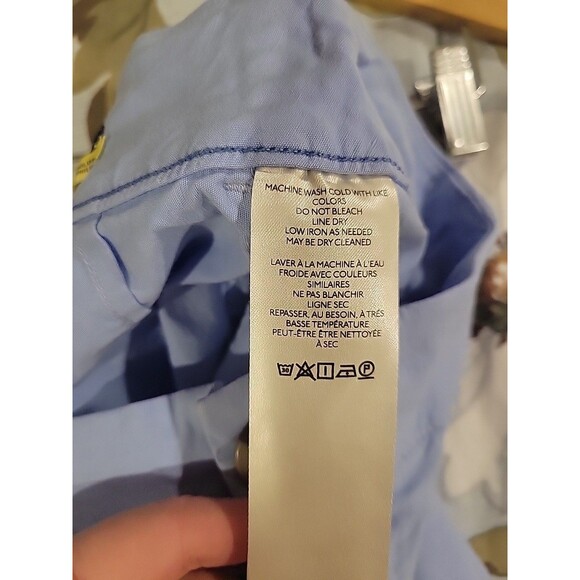 MACHINE WASH COLD WITH LIKE
COLORS
DO NOT BLEACH
LINE DRY
LOW IRON AS NEEDED
MAY BE DRY CLEANED
LAVER À LA MACHINE À L'EAU
FROIDE AVEC COULEURS
SIMILAIRES
NE PAS BLANCHIR
LIGNE SEC
REPASSER, AU BESOIN, À TRÉS
BASSE TEMPÉRATURE
PEUT-ÊTRE ÊTRE NETTOYÉE
À SEC
30 P